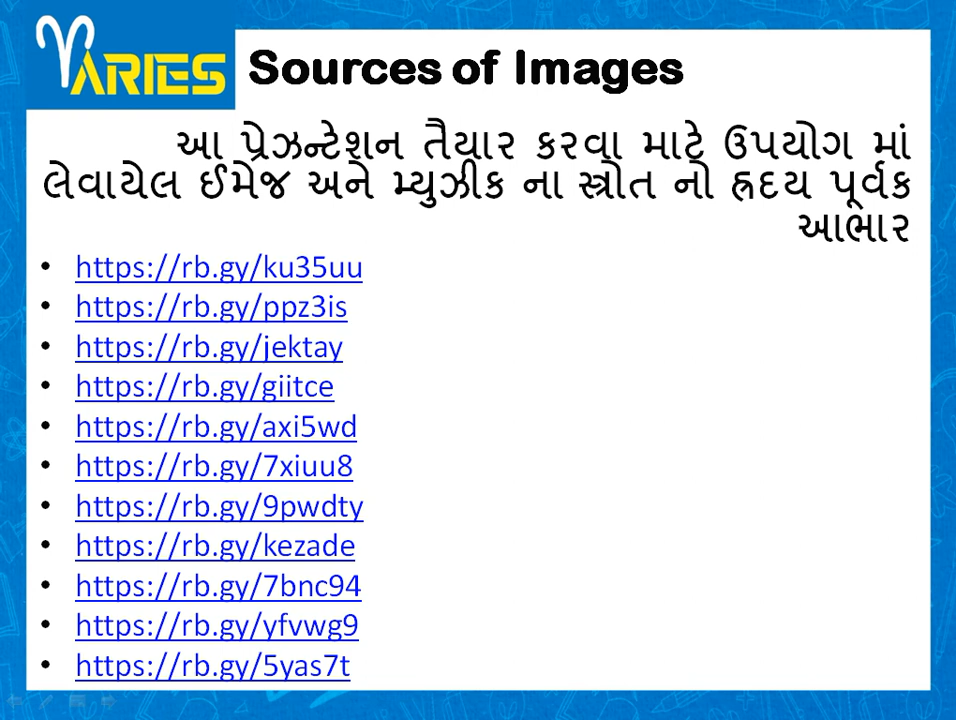 ARIES
Sources of Images
આ પ્રેઝન્ટેશન તૈયાર કરવા માટે ઉપયોગ માં
લેવાયેલ ઈમેજ અને મ્યુઝીક ના સ્ત્રોત નો હ્રદય પૂર્વક
આભાર
• https://rb.gy/ku35uu
• https://rb.gy/ppz3is
• https://rb.gy/jektay
• https://rb.gy/giitce
• https://rb.gy/axi5wd
• https://rb.gy/7xiuu8
• https://rb.gy/9pwdty
• https://rb.gy/kezade
• https://rb.gy/7bnc94
• https://rb.gy/yfvwg9
• https://rb.gy/5yas7t